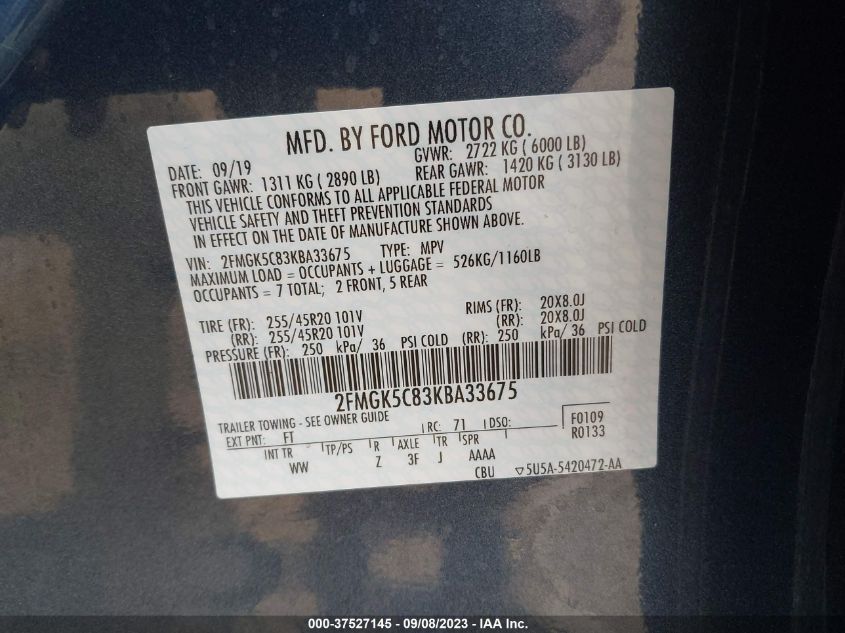 MFD. BY FORD MOTOR CO.
DATE: 09/19 GVWR: 2722 KG ( 6000 LB)
FRONT GAWR: 1311 KG ( 2890 LB) REAR GAWR: 1420 KG ( 3130 LB)
THIS VEHICLE CONFORMS TO ALL APPLICABLE FEDERAL MOTOR
VEHICLE SAFETY AND THEFT PREVENTION STANDARDS
IN EFFECT ON THE DATE OF MANUFACTURE SHOWN ABOVE.
VIN: 2FMGK5C83KBA33675 TYPE: MPV
MAXIMUM LOAD = OCCUPANTS + LUGGAGE = 526KG/1160LB
OCCUPANTS = 7 TOTAL; 2 FRONT, 5 REAR
TIRE (FR): 255/45R20 101V RIMS (FR): 20X8.0J
(RR): 255/45R20 101V (RR): 20X8.0J
PRESSURE (FR): 250 kPa/ 36 PSI COLD (RR): 250 kPa/ 36 PSI COLD
2FMGK5C83KBA33675
TRAILER TOWING - SEE OWNER GUIDE
EXT PNT: FT RC: 71 DSO: F0109
INT TR TP/PS R AXLE TR SPR R0133
WW Z 3F J AAAA
CBU ▽5U5A-5420472-AA
000-37527145 - 09/08/2023 - IAA Inc.